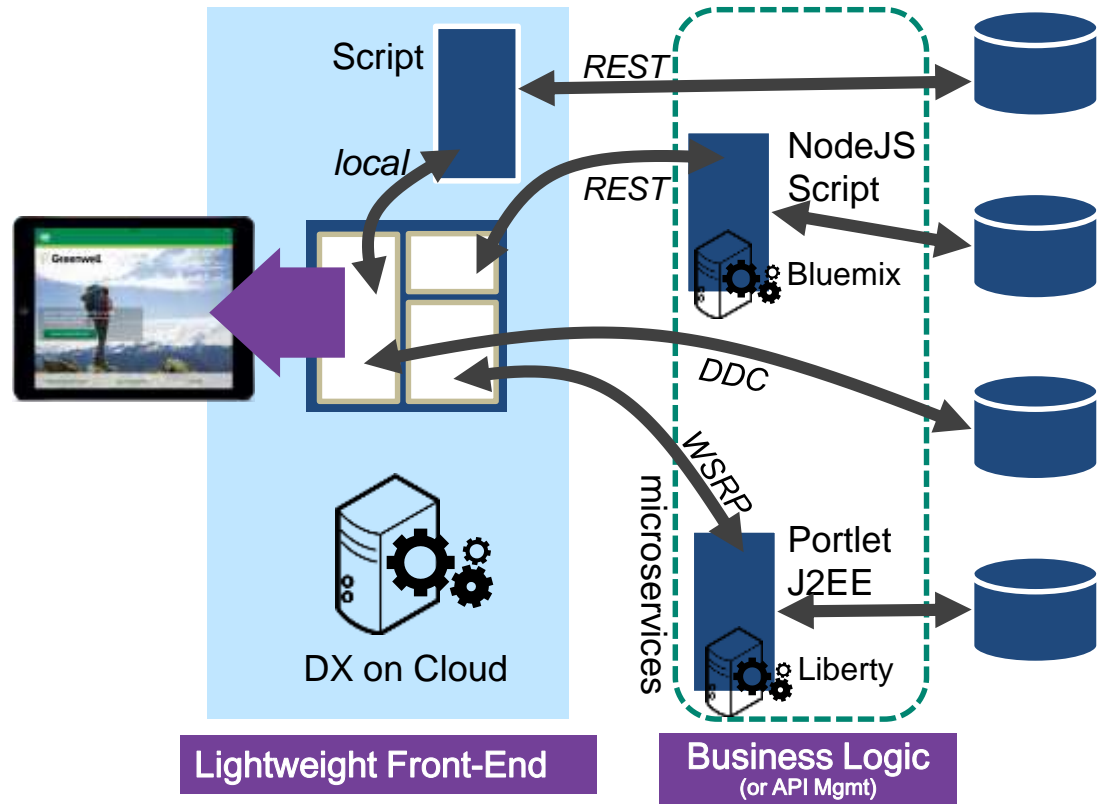 Script
REST
local
REST
NodeJS
Script
Greenwell
Bluemix
DDC
WSRP
microservices
Portlet
J2EE
DX on Cloud
Liberty
Lightweight Front-End
Business Logic
(or API Mgmt)